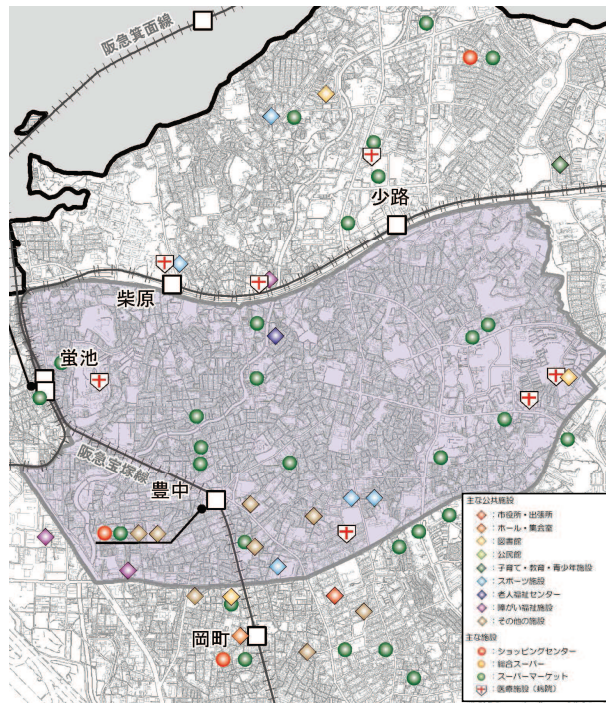 阪急箕面線
少路
柴原
蛍池
阪急宝塚線
豊中
岡町
主な公共施設
：市役所・出張所
：ホール・集会室
：図書館
：公民館
：子育て・教育・青少年施設
：スポーツ施設
：老人福祉センター
：障がい福祉施設
：その他の施設
主な施設
：ショッピングセンター
：総合スーパー
：スーパーマーケット
：医療施設（病院）